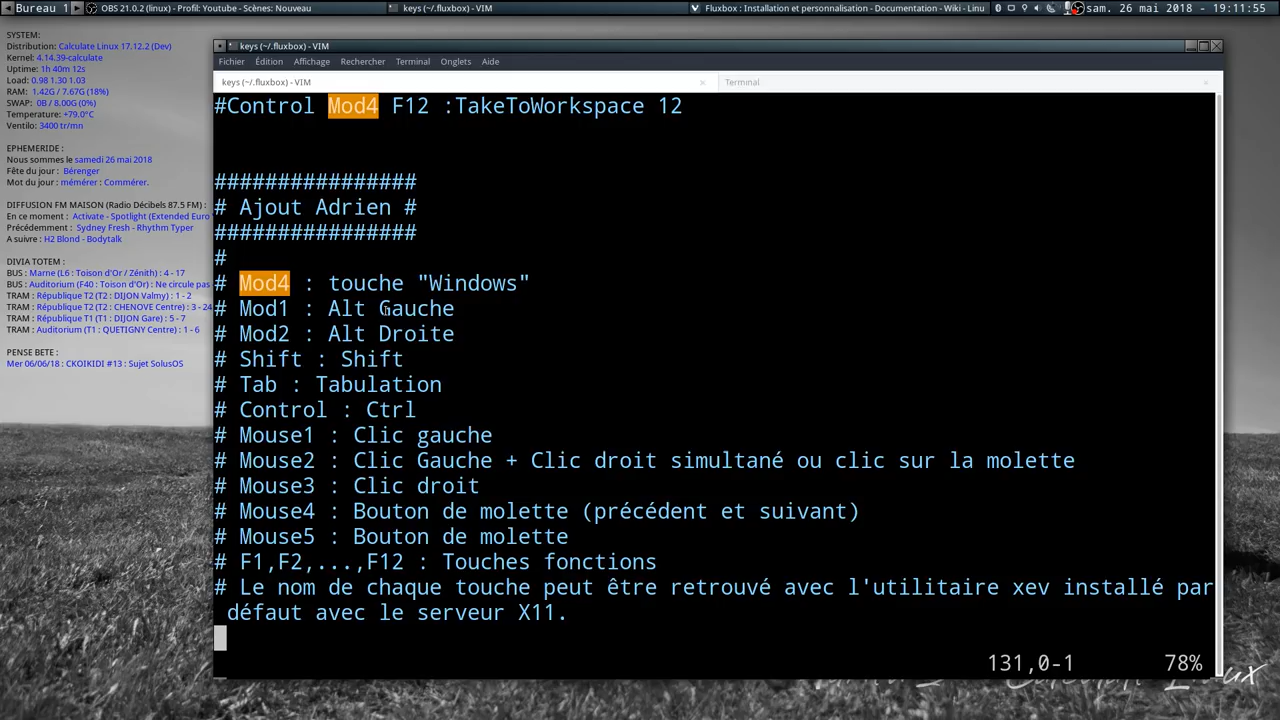 Bureau 1
OBS 21.0.2 (linux) - Profil: Youtube - Scènes: Nouveau
keys (~/.fluxbox) - VIM
Fluxbox : Installation et personnalisation - Documentation - Wiki - Linu
sam. 26 mai 2018 - 19:11:55
SYSTEM:
Distribution: Calculate Linux 17.12.2 (Dev)
Kernel: 4.14.39-calculate
Uptime: 1h 40m 12s
Load: 0.98 1.30 1.03
RAM: 1.42G / 7.67G (18%)
SWAP: 0B / 8.00G (0%)
Temperature: +79.0°C
Ventilo: 3400 tr/mn
EPHEMERIDE :
Nous sommes le samedi 26 mai 2018
Fête du jour : Bérenger
Mot du jour : mémérer : Commérer.
DIFFUSION FM MAISON (Radio Décibels 87.5 FM) :
En ce moment : Activate - Spotlight (Extended Euro
Précédemment : Sydney Fresh - Rhythm Typer
A suivre : H2 Blond - Bodytalk
DIVIA TOTEM :
BUS : Marne (L6 : Toison d'Or / Zénith) : 4 - 17
BUS : Auditorium (F40 : Toison d'Or) : Ne circule pas
TRAM : République T2 (T2 : DIJON Valmy) : 1 - 2
TRAM : République T2 (T2 : CHENOVE Centre) : 3 - 24
TRAM : République T1 (T1 : DIJON Gare) : 5 - 7
TRAM : Auditorium (T1 : QUETIGNY Centre) : 1 - 6
PENSE BETE :
Mer 06/06/18 : CKOIKIDI #13 : Sujet SolusOS
keys (~/.fluxbox) - VIM
Fichier Édition Affichage Rechercher Terminal Onglets Aide
keys (~/.fluxbox) - VIM × Terminal ×
#Control Mod4 F12 :TakeToWorkspace 12
################
# Ajout Adrien #
################
#
# Mod4 : touche "Windows"
# Mod1 : Alt Gauche
# Mod2 : Alt Droite
# Shift : Shift
# Tab : Tabulation
# Control : Ctrl
# Mouse1 : Clic gauche
# Mouse2 : Clic Gauche + Clic droit simultané ou clic sur la molette
# Mouse3 : Clic droit
# Mouse4 : Bouton de molette (précédent et suivant)
# Mouse5 : Bouton de molette
# F1,F2,...,F12 : Touches fonctions
# Le nom de chaque touche peut être retrouvé avec l'utilitaire xev installé par
défaut avec le serveur X11.
131,0-1 78%